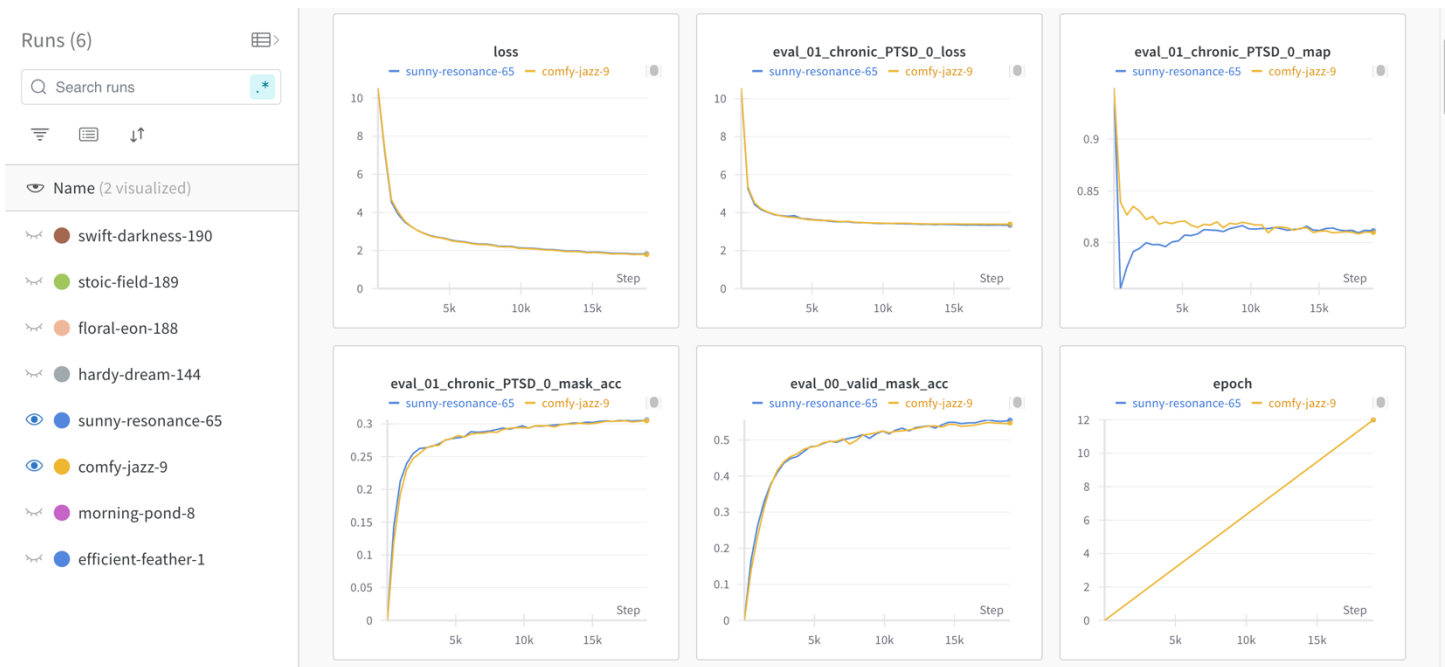 Runs (6)
Search runs
.*
Name (2 visualized)
swift-darkness-190
stoic-field-189
floral-eon-188
hardy-dream-144
sunny-resonance-65
comfy-jazz-9
morning-pond-8
efficient-feather-1
loss
sunny-resonance-65 comfy-jazz-9
10
8
6
4
2
0
Step
5k 10k 15k
eval_01_chronic_PTSD_0_loss
sunny-resonance-65 comfy-jazz-9
10
8
6
4
2
0
Step
5k 10k 15k
eval_01_chronic_PTSD_0_map
sunny-resonance-65 comfy-jazz-9
0.9
0.85
0.8
Step
5k 10k 15k
eval_01_chronic_PTSD_0_mask_acc
sunny-resonance-65 comfy-jazz-9
0.3
0.25
0.2
0.15
0.1
0.05
0
Step
5k 10k 15k
eval_00_valid_mask_acc
sunny-resonance-65 comfy-jazz-9
0.5
0.4
0.3
0.2
0.1
0
Step
5k 10k 15k
epoch
sunny-resonance-65 comfy-jazz-9
12
10
8
6
4
2
0
Step
5k 10k 15k